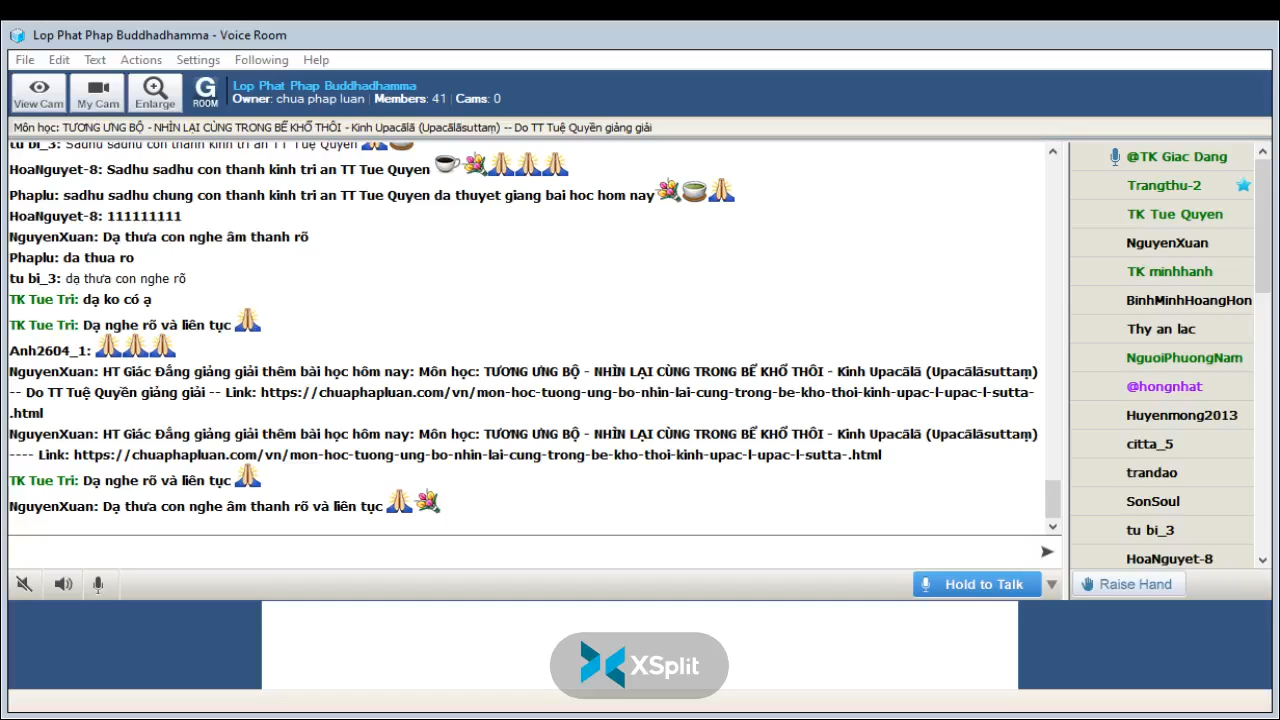 Lop Phat Phap Buddhadhamma - Voice Room
File Edit Text Actions Settings Following Help
View Cam My Cam Enlarge G ROOM
Lop Phat Phap Buddhadhamma
Owner: chua phap luan | Members: 41 | Cams: 0
Môn học: TƯƠNG ƯNG BỘ - NHÌN LẠI CÙNG TRONG BỂ KHỔ THÔI - Kinh Upacālā (Upacālāsuttaṃ) -- Do TT Tuệ Quyền giảng giải
tu bi_3: Sadhu sadhu con thanh kinh tri an TT Tuệ Quyen
HoaNguyet-8: Sadhu sadhu con thanh kinh tri an TT Tue Quyen
Phaplu: sadhu sadhu chung con thanh kinh tri an TT Tue Quyen da thuyet giang bai hoc hom nay
HoaNguyet-8: 111111111
NguyenXuan: Dạ thưa con nghe âm thanh rõ
Phaplu: da thua ro
tu bi_3: dạ thưa con nghe rõ
TK Tue Tri: dạ ko có ạ
TK Tue Tri: Dạ nghe rõ và liên tục
Anh2604_1:
NguyenXuan: HT Giác Đẳng giảng giải thêm bài học hôm nay: Môn học: TƯƠNG ƯNG BỘ - NHÌN LẠI CÙNG TRONG BỂ KHỔ THÔI - Kinh Upacālā (Upacālāsuttaṃ)
-- Do TT Tuệ Quyền giảng giải -- Link: https://chuaphapluan.com/vn/mon-hoc-tuong-ung-bo-nhin-lai-cung-trong-be-kho-thoi-kinh-upac-l-upac-l-sutta-
.html
NguyenXuan: HT Giác Đẳng giảng giải thêm bài học hôm nay: Môn học: TƯƠNG ƯNG BỘ - NHÌN LẠI CÙNG TRONG BỂ KHỔ THÔI - Kinh Upacālā (Upacālāsuttaṃ)
---- Link: https://chuaphapluan.com/vn/mon-hoc-tuong-ung-bo-nhin-lai-cung-trong-be-kho-thoi-kinh-upac-l-upac-l-sutta-.html
TK Tue Tri: Dạ nghe rõ và liên tục
NguyenXuan: Dạ thưa con nghe âm thanh rõ và liên tục
@TK Giac Dang
Trangthu-2
TK Tue Quyen
NguyenXuan
TK minhhanh
BinhMinhHoangHon
Thy an lac
NguoiPhuongNam
@hongnhat
Huyenmong2013
citta_5
trandao
SonSoul
tu bi_3
HoaNguyet-8
Hold to Talk
Raise Hand
XSplit